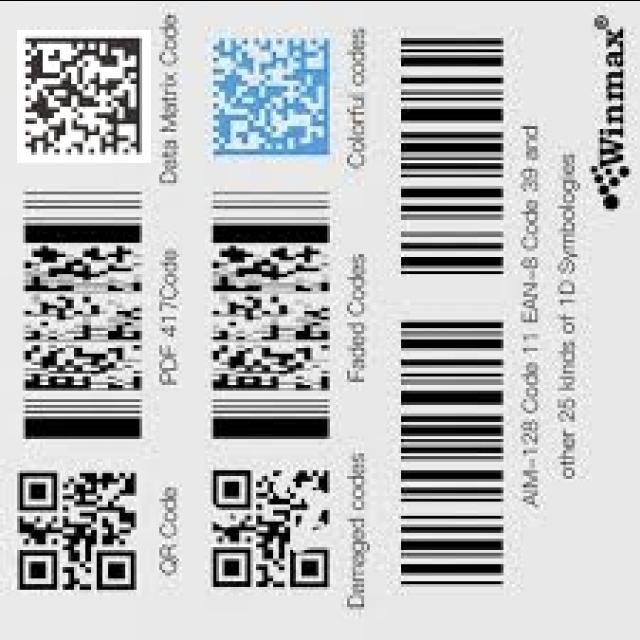 QR Code
PDF 417Code
Data Matrix Code
Damaged codes
Faded Codes
Colorful codes
AIM-128 Code 11 EAN-8 Code 39 and
other 25 kinds of 1D Symbologies
Winmax®